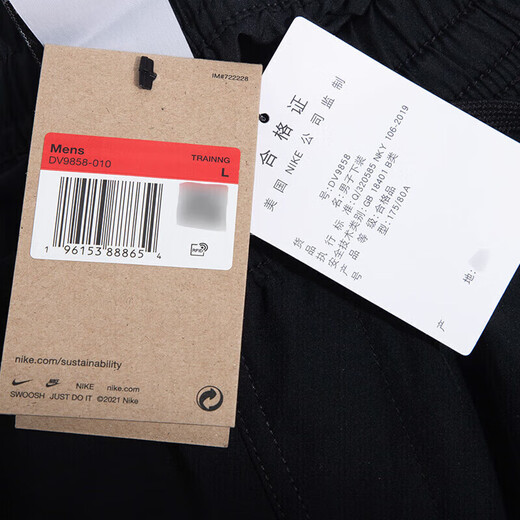 IM#722228
Mens
DV9858-010
TRAINNG
L
1 96153 88865 4
RFID
nike.com/sustainability
NIKE nike.com
SWOOSH JUST DO IT ©2021 Nike
合格证
美国 NIKE 公司监制
货号:DV9858
品名:男子下装
执行标准:Q/320585 NKY 106-2019
安全技术类别:GB 18401 B类
产品等级:合格品
号型:175/80A
产地: